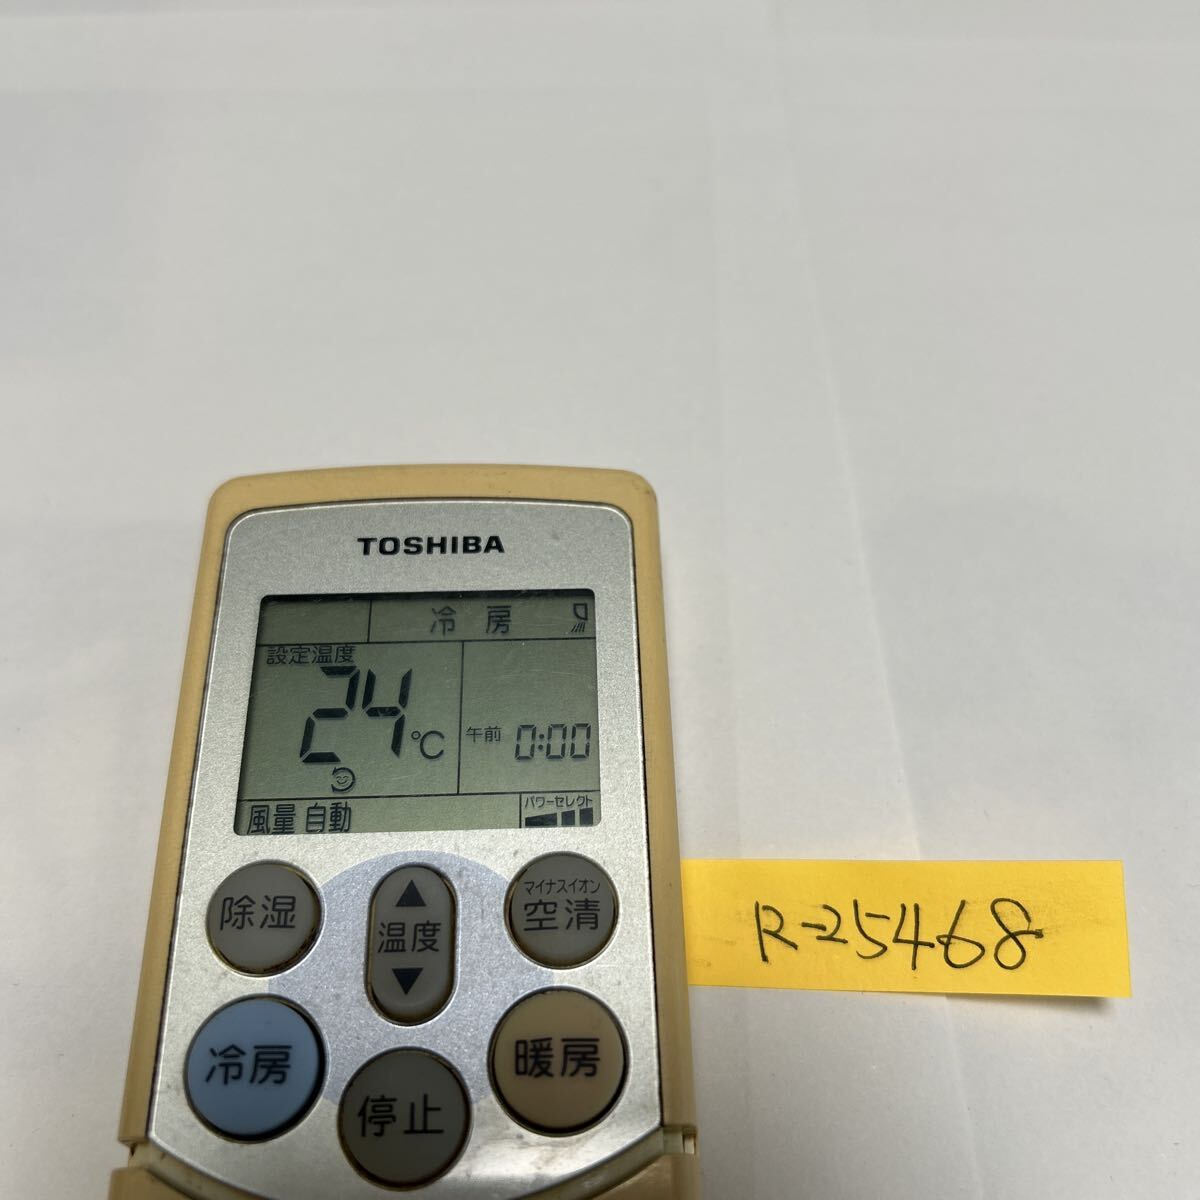 TOSHIBA
冷房
設定温度
24℃
午前 0:00
風量 自動
パワーセレクト
除湿
温度
マイナスイオン
空清
R-25468
冷房
暖房
停止